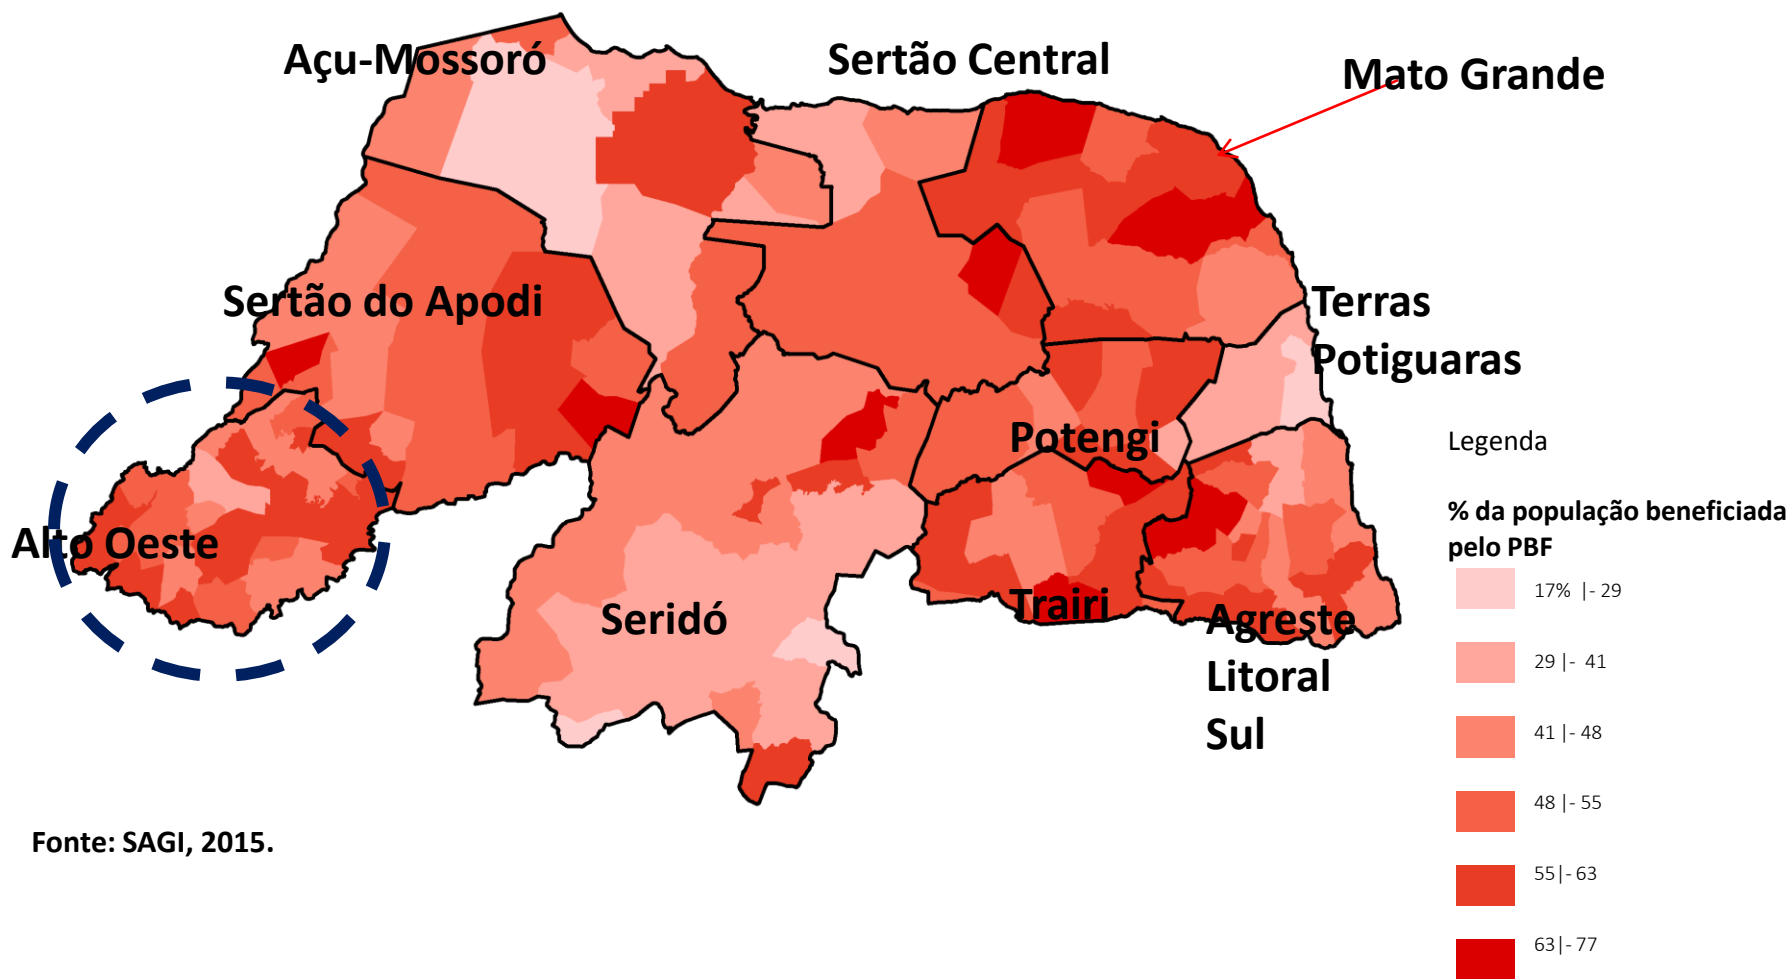 Açu-Mossoró
Sertão Central
Mato Grande
Sertão do Apodi
Terras
Potiguaras
Potengi
Alto Oeste
Seridó
Trairi
Agreste
Litoral
Sul
Legenda
% da população beneficiada
pelo PBF
17% |- 29
29 |- 41
41 |- 48
48 |- 55
55|- 63
63|- 77
Fonte: SAGI, 2015.